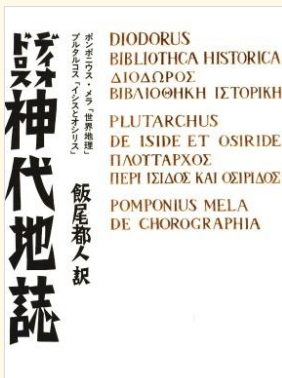 ディオドロス
神代地誌
ポンポニウス・メラ「世界地理」
プルタルコス「イシスとオシリス」
飯尾都人 訳
DIODORUS
BIBLIOTHCA HISTORICA
ΔΙΟΔΩΡΟΣ
ΒΙΒΛΙΟΘΗΚΗ ΙΣΤΟΡΙΚΗ
PLUTARCHUS
DE ISIDE ET OSIRIDE
ΠΛΟΥΤΑΡΧΟΣ
ΠΕΡΙ ΙΣΙΔΟΣ ΚΑΙ ΟΣΙΡΙΔΟΣ
POMPONIUS MELA
DE CHOROGRAPHIA